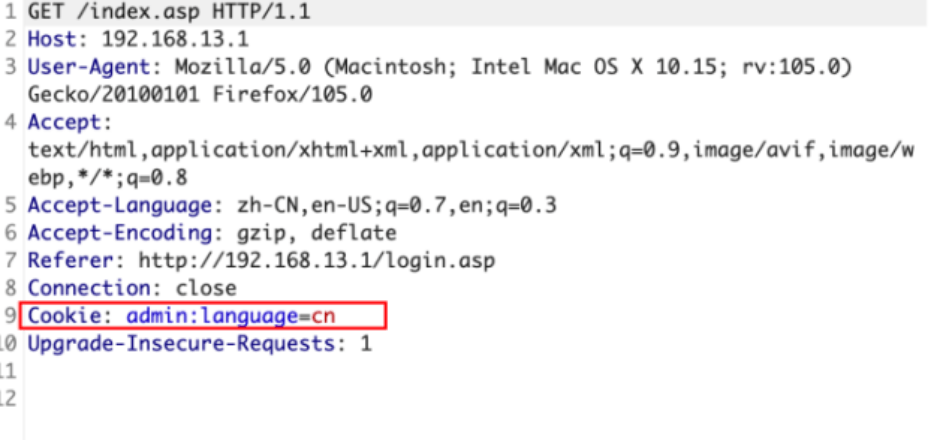 1 GET /index.asp HTTP/1.1
2 Host: 192.168.13.1
3 User-Agent: Mozilla/5.0 (Macintosh; Intel Mac OS X 10.15; rv:105.0)
Gecko/20100101 Firefox/105.0
4 Accept:
text/html,application/xhtml+xml,application/xml;q=0.9,image/avif,image/w
ebp,*/*;q=0.8
5 Accept-Language: zh-CN,en-US;q=0.7,en;q=0.3
6 Accept-Encoding: gzip, deflate
7 Referer: http://192.168.13.1/login.asp
8 Connection: close
9 Cookie: admin:language=cn
10 Upgrade-Insecure-Requests: 1
11
12